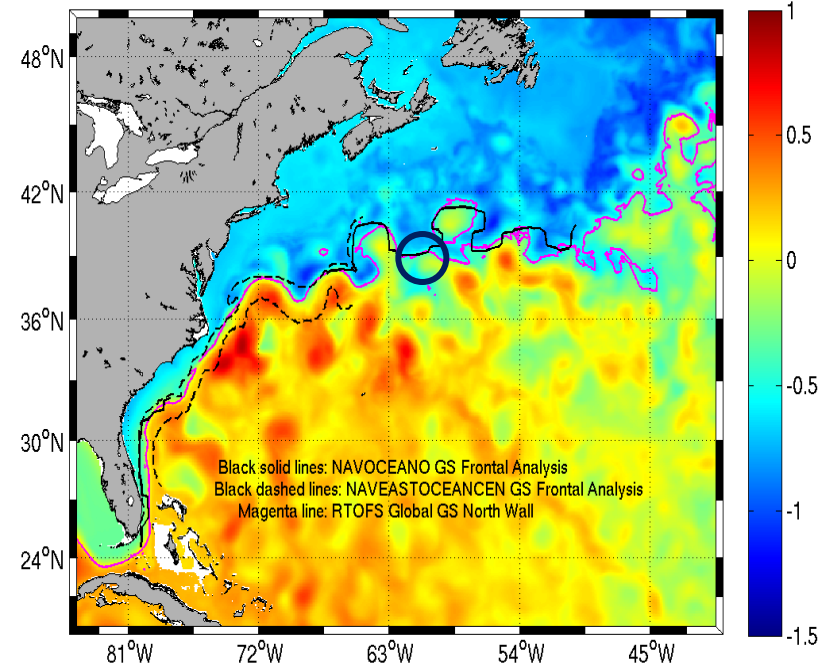 1
48°N
0.5
42°N
0
36°N
-0.5
30°N
Black solid lines: NAVOCEANO GS Frontal Analysis
Black dashed lines: NAVEASTOCEANCEN GS Frontal Analysis
Magenta line: RTOFS Global GS North Wall
-1
24°N
-1.5
81°W 72°W 63°W 54°W 45°W